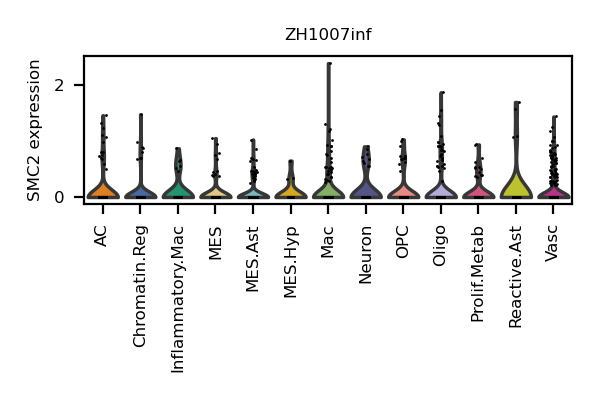 ZH1007inf
SMC2 expression
2
0
AC
Chromatin.Reg
Inflammatory.Mac
MES
MES.Ast
MES.Hyp
Mac
Neuron
OPC
Oligo
Prolif.Metab
Reactive.Ast
Vasc